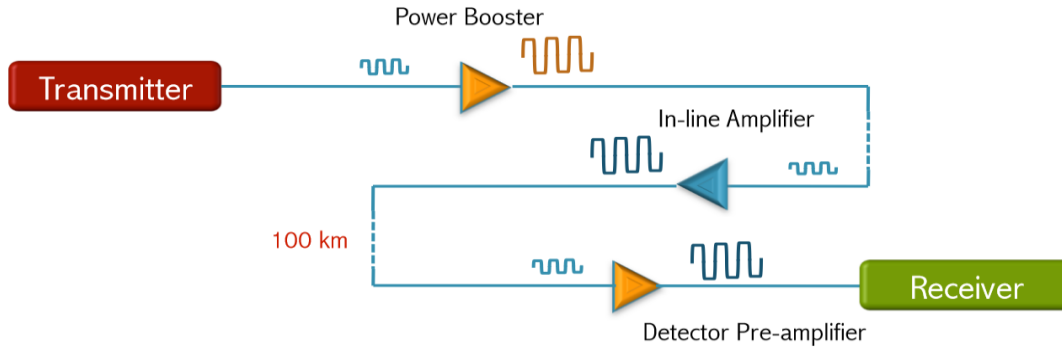 Power Booster
Transmitter
In-line Amplifier
100 km
Receiver
Detector Pre-amplifier